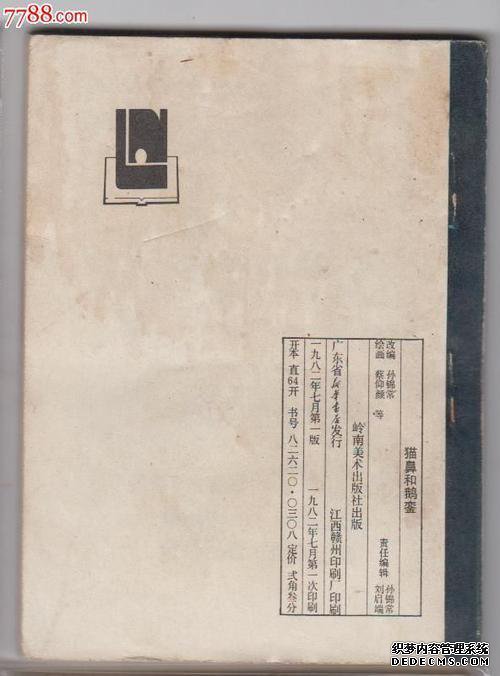 7788.com
猫鼻和鹅銮
改编 孙锦常
绘画 蔡仰颜 等
责任编辑 孙锦常
刘启端
岭南美术出版社出版
广东省新华书店发行 江西赣州印刷厂印刷
一九八二年七月第一版 一九八二年七月第一次印刷
开本 直64开 书号 八二六二〇·〇三〇八 定价 弍角叁分
织梦内容管理系统
DEDECMS.COM